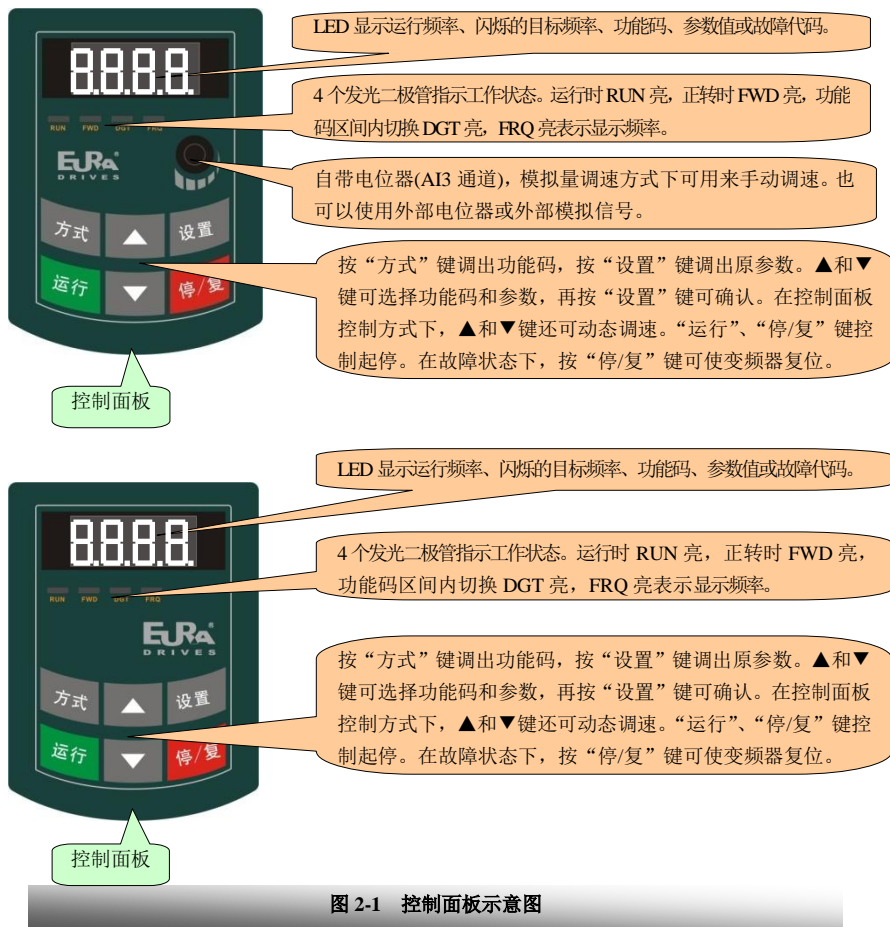 LED 显示运行频率、闪烁的目标频率、功能码、参数值或故障代码。
8.8.8.8.
4 个发光二极管指示工作状态。运行时 RUN 亮, 正转时 FWD 亮, 功能
码区间内切换 DGT 亮, FRQ 亮表示显示频率。
RUN FWD DGT FRQ
EURA
DRIVES
自带电位器(AI3 通道), 模拟量调速方式下可用来手动调速。也
可以使用外部电位器或外部模拟信号。
方式 ▲ 设置
运行 ▼ 停/复
按“方式”键调出功能码，按“设置”键调出原参数。▲和▼
键可选择功能码和参数，再按“设置”键可确认。在控制面板
控制方式下，▲和▼键还可动态调速。“运行”、“停/复”键控
制起停。在故障状态下，按“停/复”键可使变频器复位。
控制面板
LED 显示运行频率、闪烁的目标频率、功能码、参数值或故障代码。
8.8.8.8.
4 个发光二极管指示工作状态。运行时 RUN 亮，正转时 FWD 亮，
功能码区间内切换 DGT 亮，FRQ 亮表示显示频率。
RUN FWD DGT FRQ
EURA
DRIVES
方式 ▲ 设置
运行 ▼ 停/复
按“方式”键调出功能码，按“设置”键调出原参数。▲和▼
键可选择功能码和参数，再按“设置”键可确认。在控制面板
控制方式下，▲和▼键还可动态调速。“运行”、“停/复”键控
制起停。在故障状态下，按“停/复”键可使变频器复位。
控制面板
图 2-1 控制面板示意图